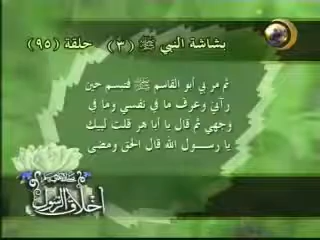 بشاشة النبي ﷺ (٣) حلقة (٩٥)
ثم مر بي أبو القاسم ﷺ فتبسم حين
رآني وعرف ما في نفسي وما في
وجهي ثم قال يا أبا هر قلت لبيك
يا رسول الله قال الحق ومضى
أخلاق الرسول